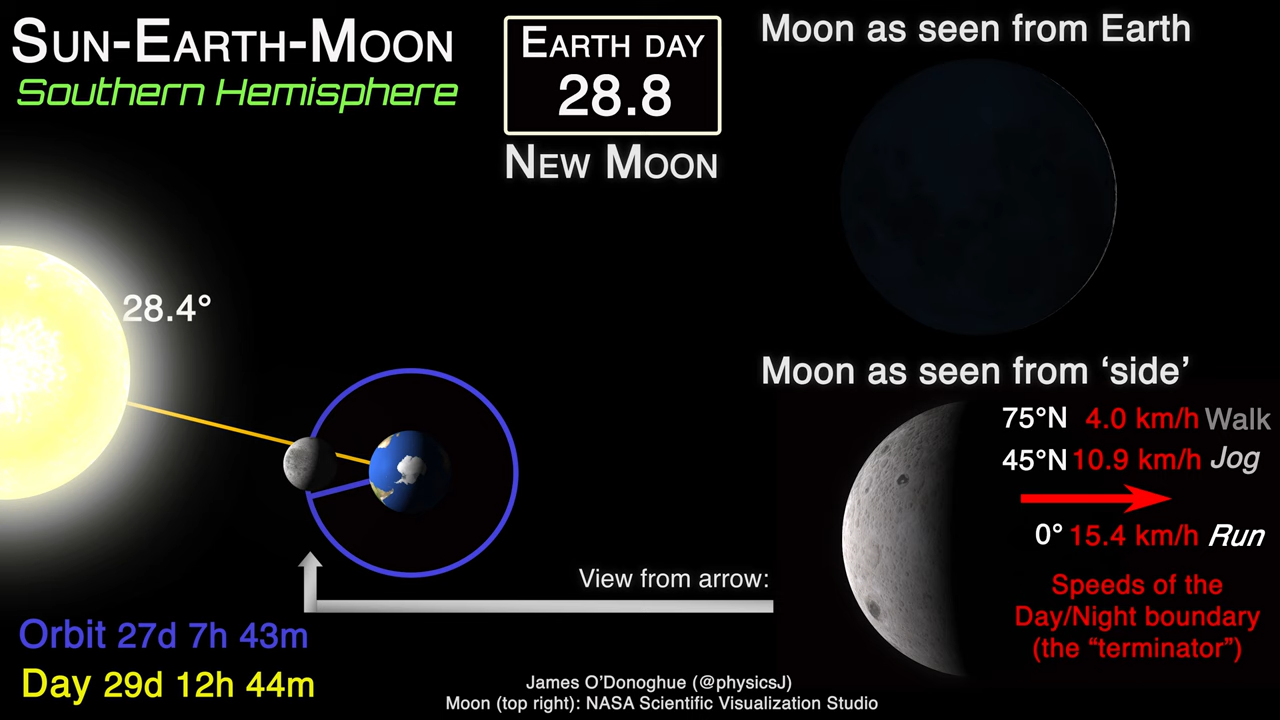 SUN-EARTH-MOON
Southern Hemisphere
EARTH DAY
28.8
NEW MOON
Moon as seen from Earth
28.4°
Moon as seen from ‘side’
75°N 4.0 km/h Walk
45°N 10.9 km/h Jog
0° 15.4 km/h Run
Speeds of the
Day/Night boundary
(the “terminator”)
View from arrow:
Orbit 27d 7h 43m
Day 29d 12h 44m
James O’Donoghue (@physicsJ)
Moon (top right): NASA Scientific Visualization Studio